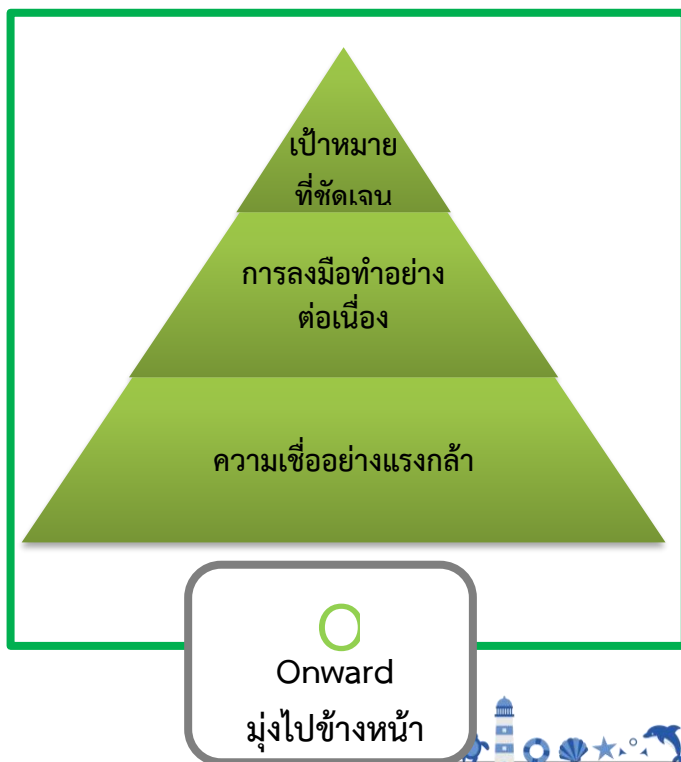 เป้าหมาย
ที่ชัดเจน
การลงมือทำอย่าง
ต่อเนื่อง
ความเชื่ออย่างแรงกล้า
O
Onward
มุ่งไปข้างหน้า